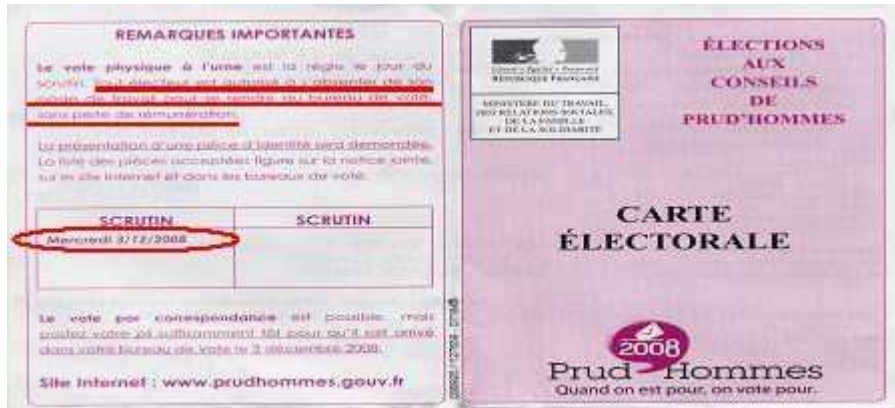 REMARQUES IMPORTANTES
Le vote physique à l'urne est la règle le jour du
scrutin. Tout électeur est autorisé à s'absenter de son
poste de travail pour se rendre au bureau de vote,
sans perte de rémunération.
La présentation d'une pièce d'identité sera demandée.
La liste des pièces acceptées figure sur la notice jointe,
sur le site internet et dans les bureaux de vote.
SCRUTIN
SCRUTIN
Mercredi 3/12/2008
Le vote par correspondance est possible, mais
postez votre pli suffisamment tôt pour qu'il soit arrivé
dans votre bureau de vote le 3 décembre 2008.
Site Internet : www.prudhommes.gouv.fr
Liberté • Égalité • Fraternité
RÉPUBLIQUE FRANÇAISE
MINISTÈRE DU TRAVAIL,
DES RELATIONS SOCIALES,
DE LA FAMILLE
ET DE LA SOLIDARITÉ
ÉLECTIONS
AUX
CONSEILS
DE
PRUD'HOMMES
CARTE
ÉLECTORALE
2008
Prud'Hommes
Quand on est pour, on vote pour.